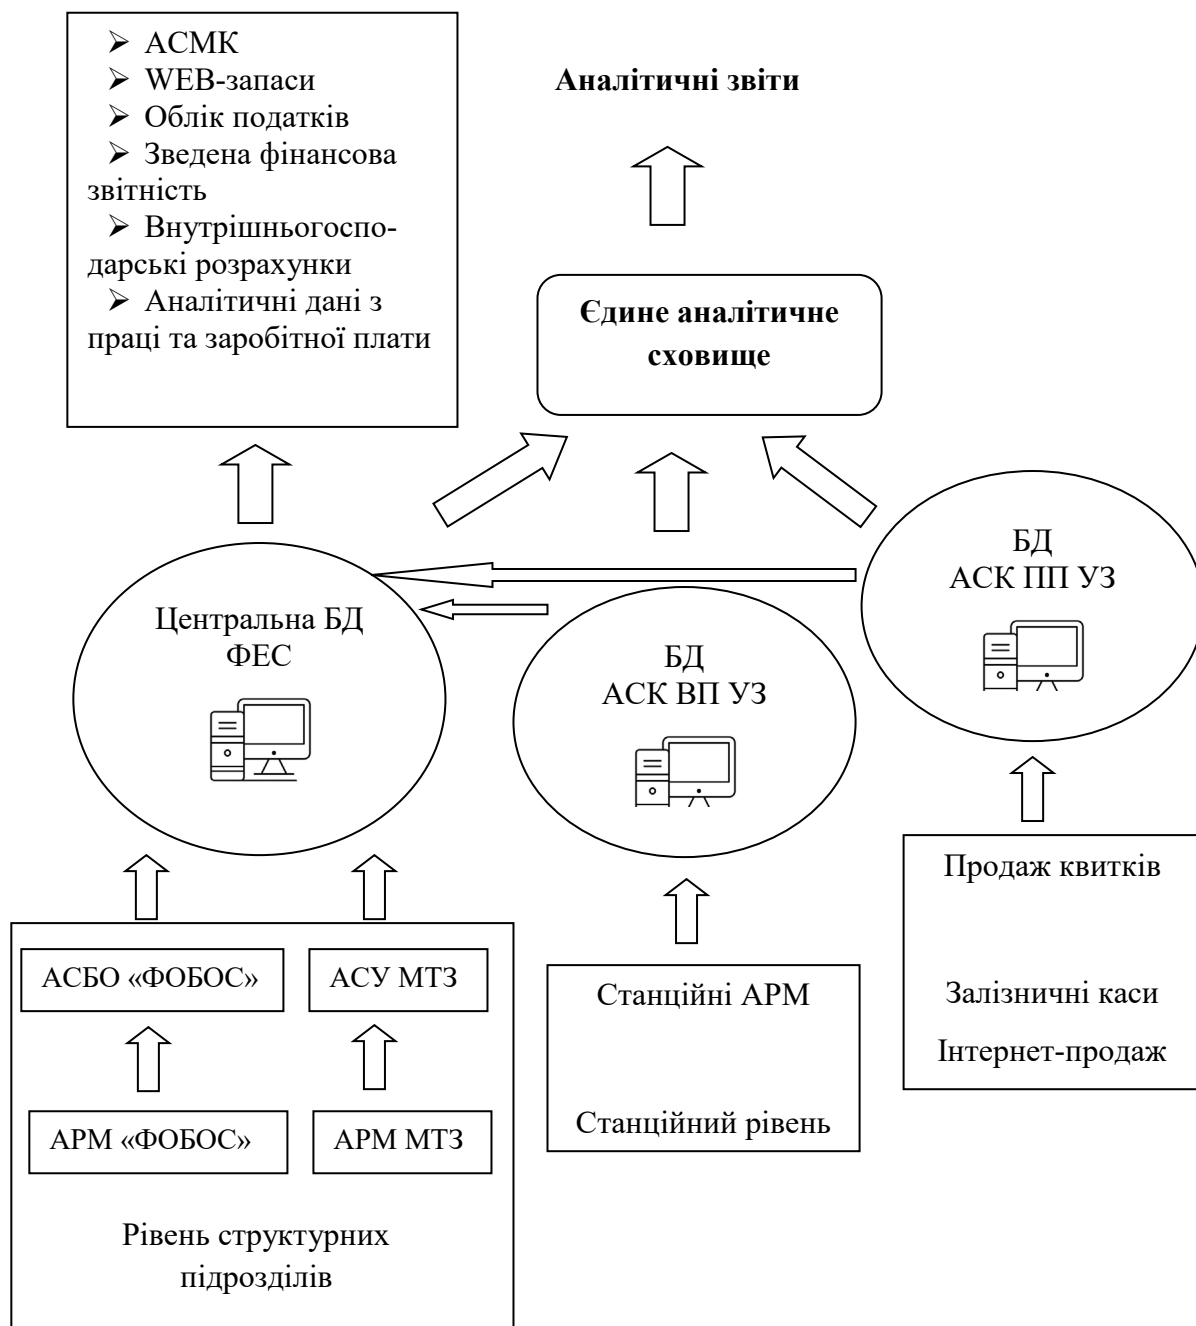 АСМК
WEB-запаси
Облік податків
Зведена фінансова
звітність
Внутрішньогоспо-
дарські розрахунки
Аналітичні дані з
праці та заробітної плати
Аналітичні звіти
Єдине аналітичне
сховище
Центральна БД
ФЕС
БД
АСК ВП УЗ
БД
АСК ПП УЗ
АСБО «ФОБОС»
АСУ МТЗ
АРМ «ФОБОС»
АРМ МТЗ
Рівень структурних
підрозділів
Станційні АРМ
Станційний рівень
Продаж квитків
Залізничні каси
Інтернет-продаж